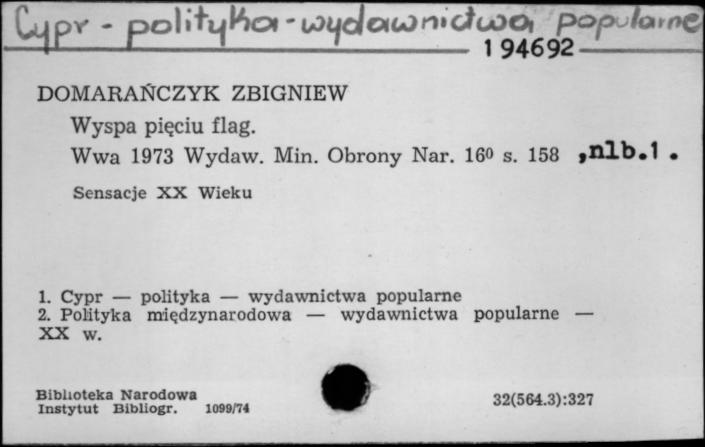 Cypr - polityka - wydawnictwa popularne
194692
DOMARAŃCZYK ZBIGNIEW
Wyspa pięciu flag.
Wwa 1973 Wydaw. Min. Obrony Nar. 16⁰ s. 158 ,nlb.1.
Sensacje XX Wieku
1. Cypr — polityka — wydawnictwa popularne
2. Polityka międzynarodowa — wydawnictwa popularne —
XX w.
Biblioteka Narodowa
Instytut Bibliogr. 1099/74
32(564.3):327